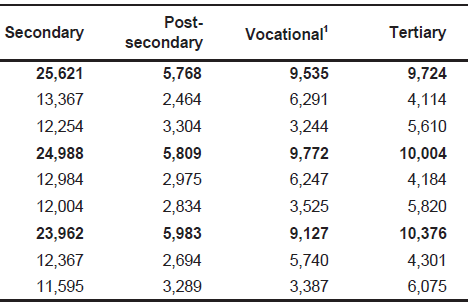 Secondary Post-secondary Vocational¹ Tertiary
25,621 5,768 9,535 9,724
13,367 2,464 6,291 4,114
12,254 3,304 3,244 5,610
24,988 5,809 9,772 10,004
12,984 2,975 6,247 4,184
12,004 2,834 3,525 5,820
23,962 5,983 9,127 10,376
12,367 2,694 5,740 4,301
11,595 3,289 3,387 6,075